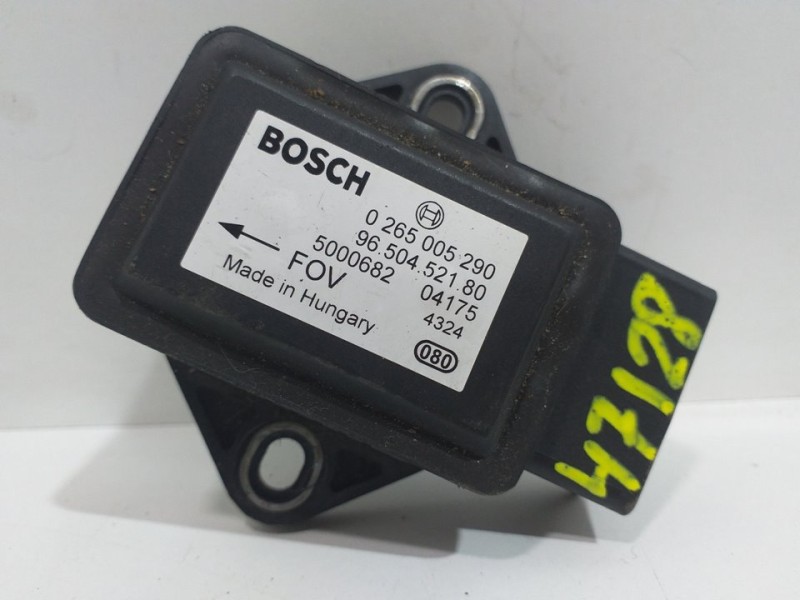 BOSCH
0 265 005 290
96.504.521.80
5000682 04175
FOV 4324
Made in Hungary
080
47128